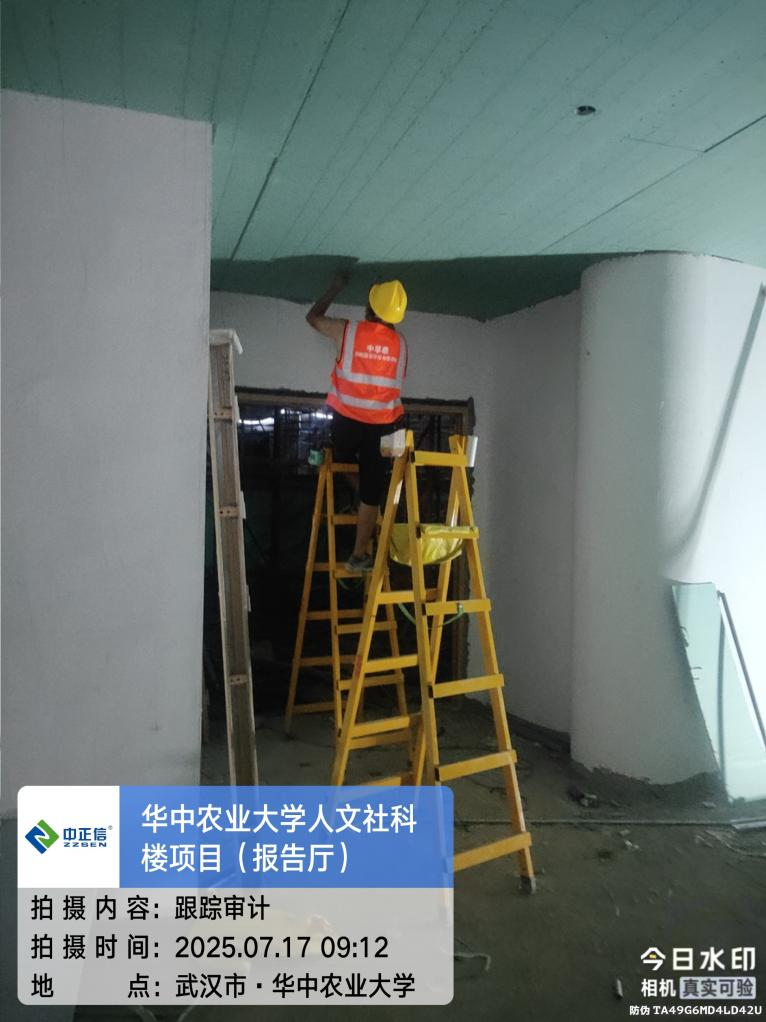 中正信®
ZZSEN
华中农业大学人文社科
楼项目（报告厅）
拍摄内容：跟踪审计
拍摄时间：2025.07.17 09:12
地点：武汉市·华中农业大学
今日水印
相机 真实可验
防伪 TA49G6MD4LD42U